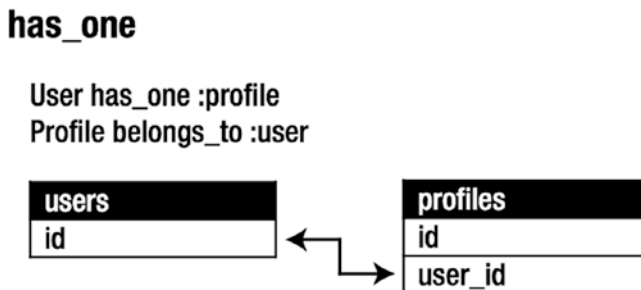 has_one
User has_one :profile
Profile belongs_to :user
users
id
profiles
id
user_id